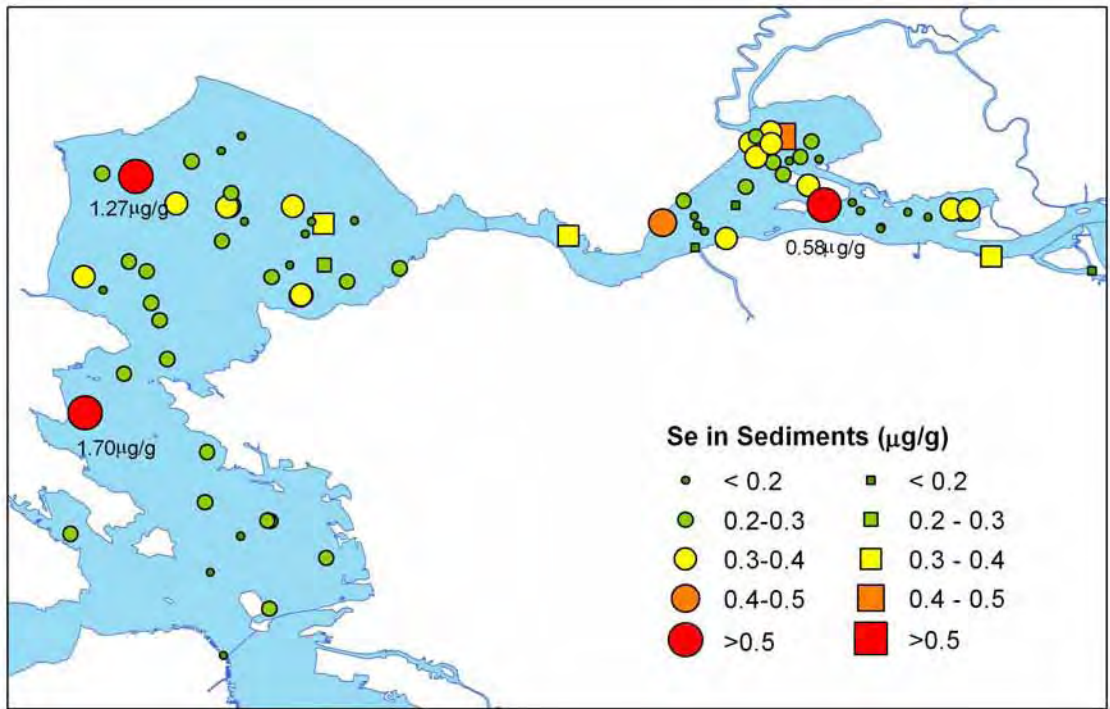 1.27μg/g
0.58μg/g
1.70μg/g
Se in Sediments (μg/g)
< 0.2 < 0.2
0.2-0.3 0.2 - 0.3
0.3-0.4 0.3 - 0.4
0.4-0.5 0.4 - 0.5
>0.5 >0.5